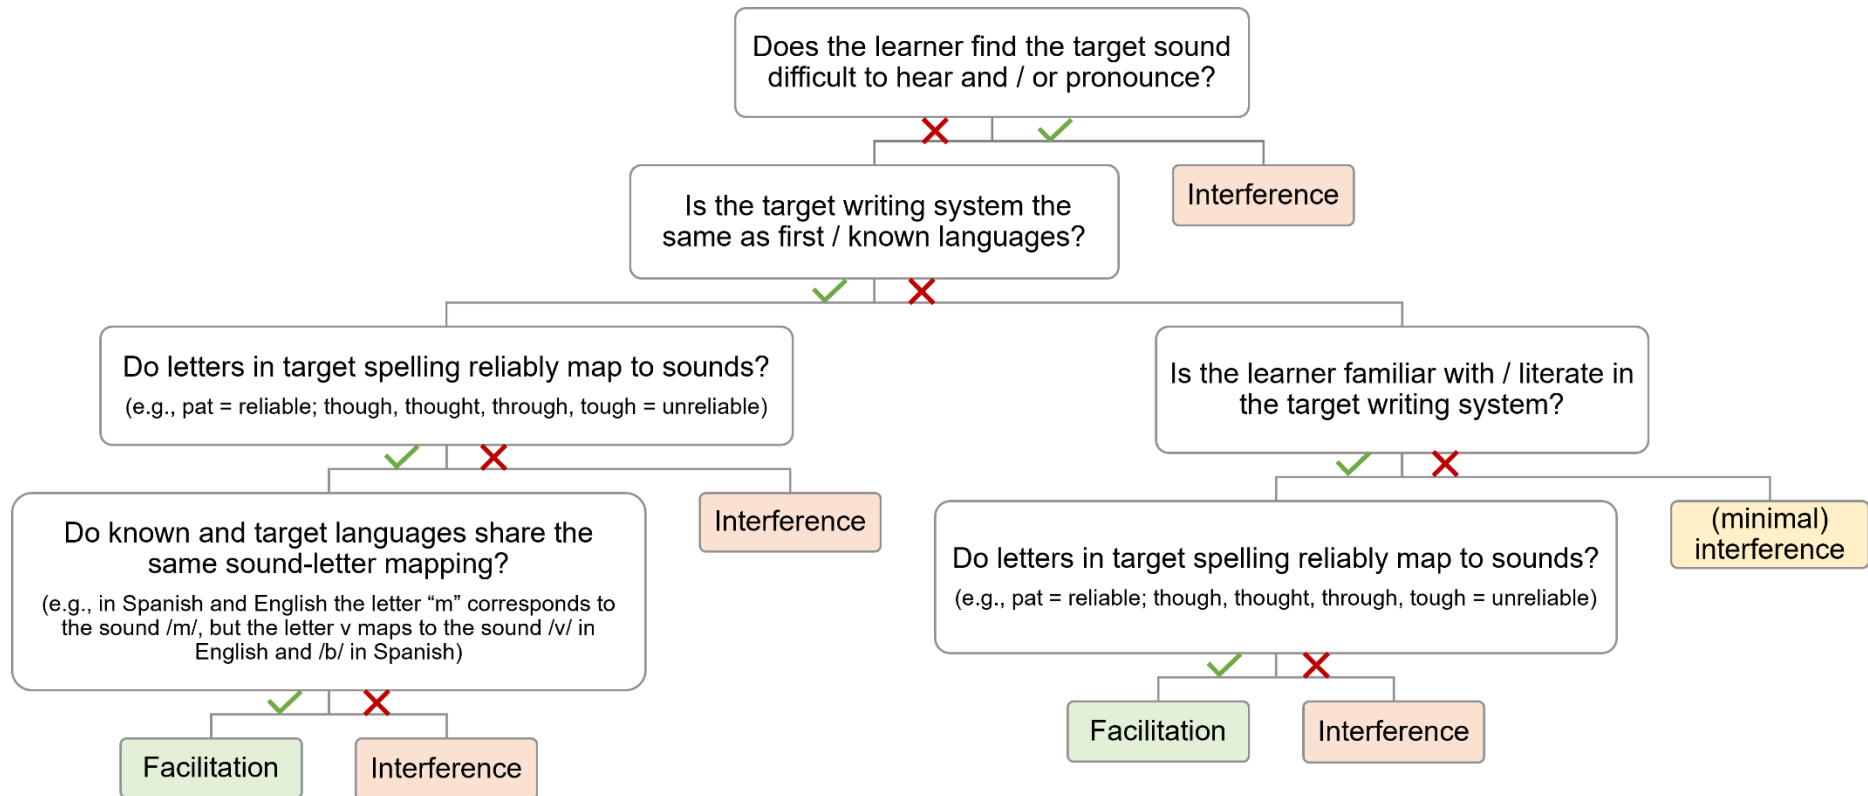 Does the learner find the target sound
difficult to hear and / or pronounce?
Interference
Is the target writing system the
same as first / known languages?
Do letters in target spelling reliably map to sounds?
(e.g., pat = reliable; though, thought, through, tough = unreliable)
Is the learner familiar with / literate in
the target writing system?
Do known and target languages share the
same sound-letter mapping?
(e.g., in Spanish and English the letter “m” corresponds to
the sound /m/, but the letter v maps to the sound /v/ in
English and /b/ in Spanish)
Interference
Do letters in target spelling reliably map to sounds?
(e.g., pat = reliable; though, thought, through, tough = unreliable)
(minimal)
interference
Facilitation
Interference
Facilitation
Interference